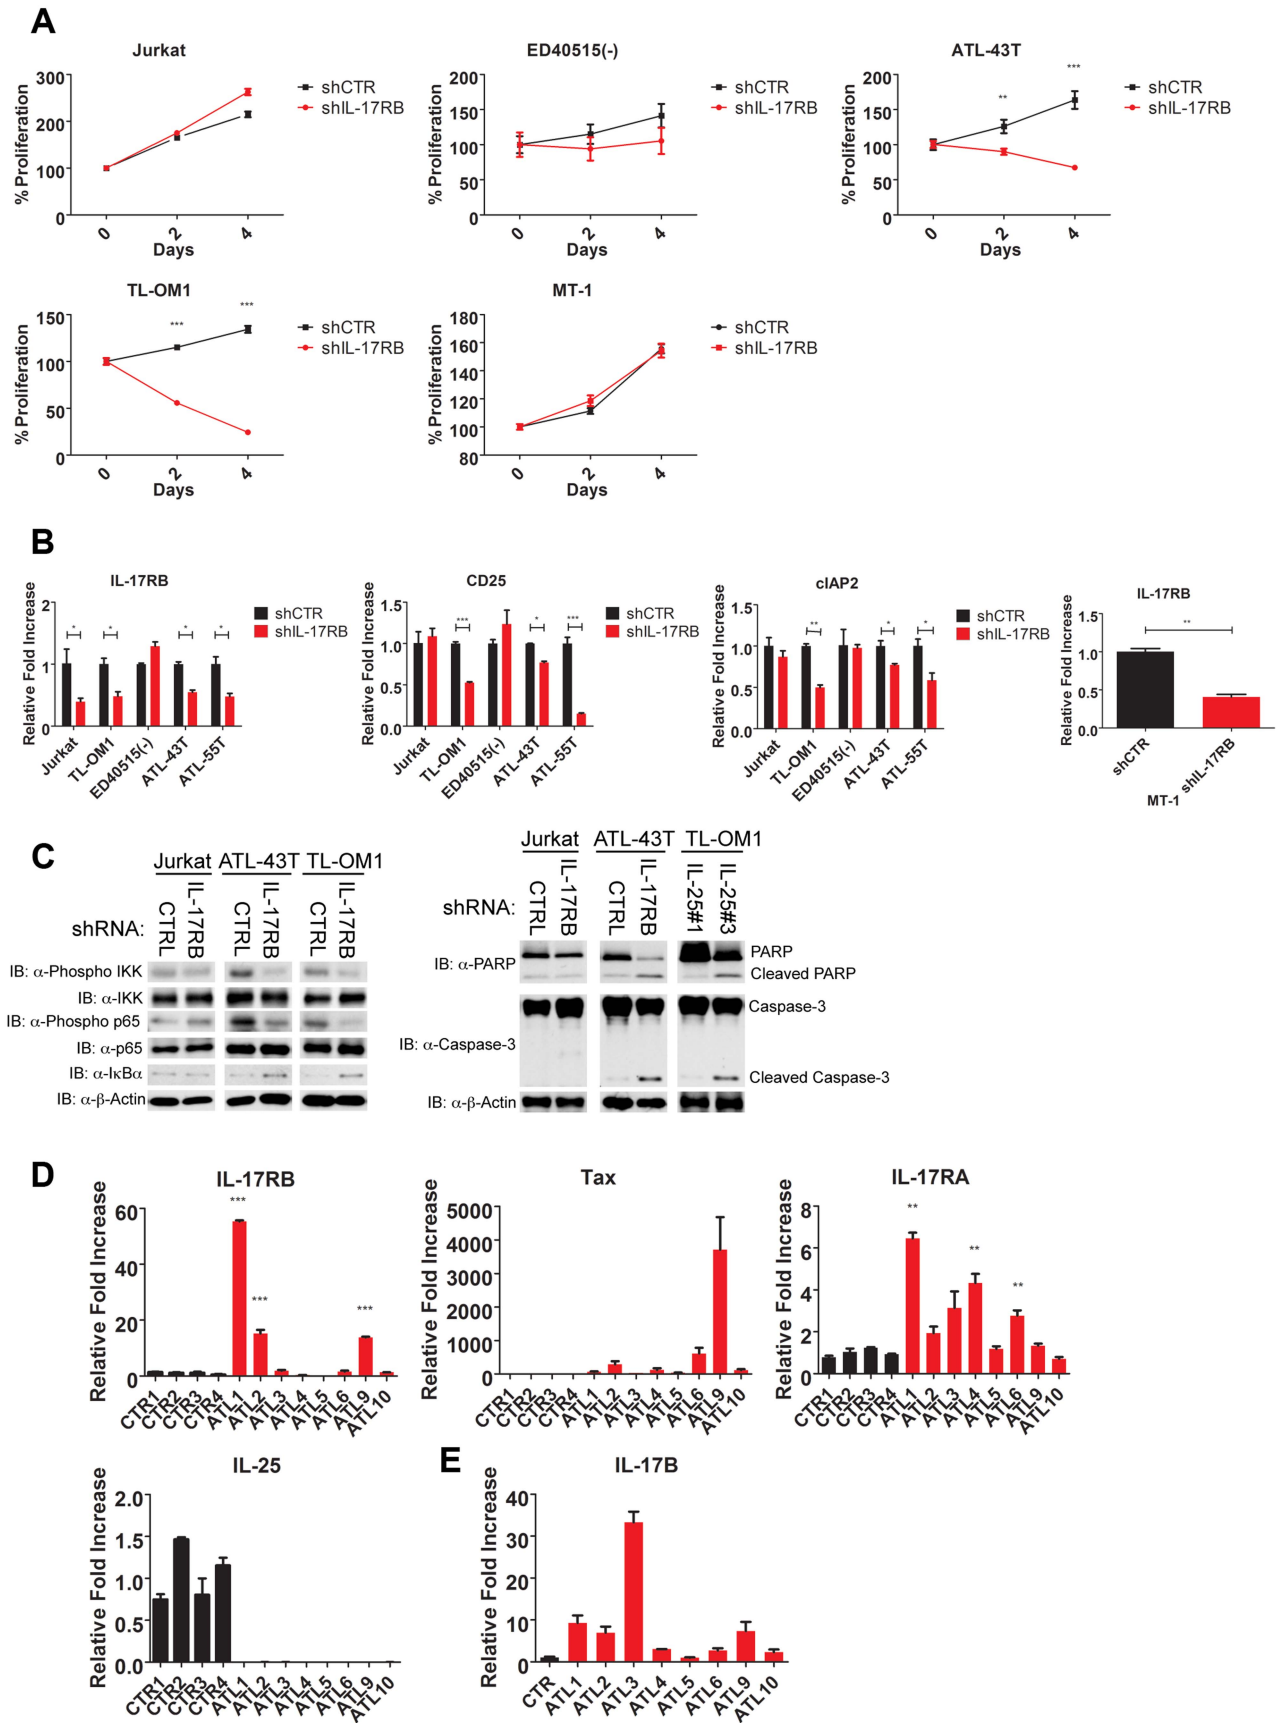 A
Jurkat
% Proliferation
300
200
100
0
0
2
4
Days
shCTR
shIL-17RB
ED40515(-)
% Proliferation
200
150
100
50
0
0
2
4
Days
shCTR
shIL-17RB
ATL-43T
% Proliferation
200
150
100
50
0
**
***
0
2
4
Days
shCTR
shIL-17RB
TL-OM1
% Proliferation
150
100
50
0
***
***
0
2
4
Days
shCTR
shIL-17RB
MT-1
% Proliferation
180
160
140
120
100
80
0
2
4
Days
shCTR
shIL-17RB
B
IL-17RB
Relative Fold Increase
2
1
0
*
*
*
*
Jurkat
TL-OM1
ED40515(-)
ATL-43T
ATL-55T
shCTR
shIL-17RB
CD25
Relative Fold Increase
1.5
1.0
0.5
0.0
***
*
***
Jurkat
TL-OM1
ED40515(-)
ATL-43T
ATL-55T
shCTR
shIL-17RB
cIAP2
Relative Fold Increase
1.5
1.0
0.5
0.0
**
*
*
Jurkat
TL-OM1
ED40515(-)
ATL-43T
ATL-55T
shCTR
shIL-17RB
IL-17RB
Relative Fold Increase
1.5
1.0
0.5
0.0
**
shCTR
shIL-17RB
MT-1
C
Jurkat ATL-43T TL-OM1
shRNA: CTRL IL-17RB CTRL IL-17RB CTRL IL-17RB
IB: α-Phospho IKK
IB: α-IKK
IB: α-Phospho p65
IB: α-p65
IB: α-IκBα
IB: α-β-Actin
Jurkat ATL-43T TL-OM1
shRNA: CTRL IL-17RB CTRL IL-17RB IL-25#1 IL-25#3
IB: α-PARP
PARP
Cleaved PARP
IB: α-Caspase-3
Caspase-3
Cleaved Caspase-3
IB: α-β-Actin
D
IL-17RB
Relative Fold Increase
60
40
20
0
***
***
***
CTR1
CTR2
CTR3
CTR4
ATL1
ATL2
ATL3
ATL4
ATL5
ATL6
ATL9
ATL10
Tax
Relative Fold Increase
5000
4000
3000
2000
1000
0
CTR1
CTR2
CTR3
CTR4
ATL1
ATL2
ATL3
ATL4
ATL5
ATL6
ATL9
ATL10
IL-17RA
Relative Fold Increase
8
6
4
2
0
**
**
**
CTR1
CTR2
CTR3
CTR4
ATL1
ATL2
ATL3
ATL4
ATL5
ATL6
ATL9
ATL10
IL-25
Relative Fold Increase
2.0
1.5
1.0
0.5
0.0
CTR1
CTR2
CTR3
CTR4
ATL1
ATL2
ATL3
ATL4
ATL5
ATL6
ATL9
ATL10
E
IL-17B
Relative Fold Increase
40
30
20
10
0
CTR
ATL1
ATL2
ATL3
ATL4
ATL5
ATL6
ATL9
ATL10